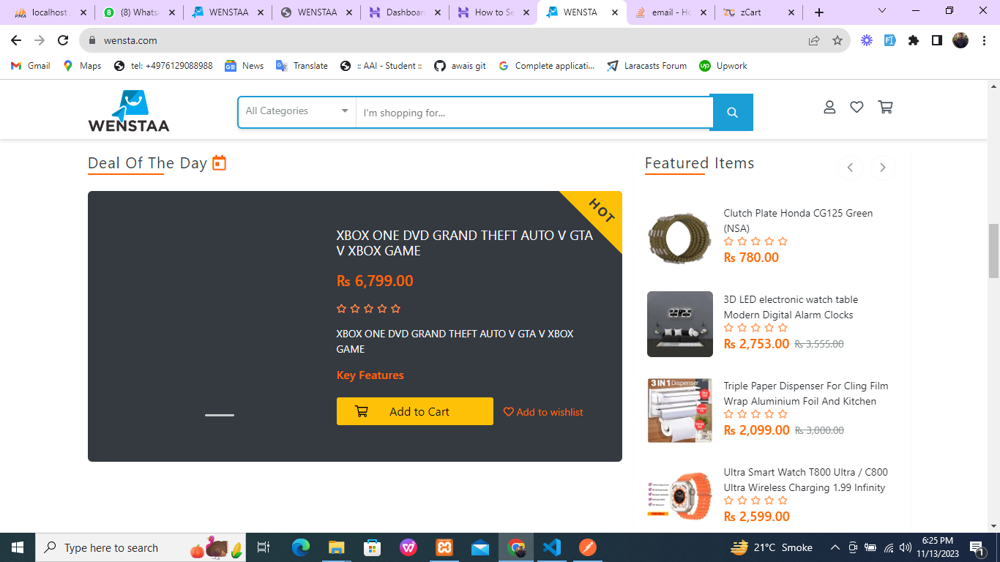 localhost
8
(8) Whats
WENSTAA
WENSTAA
Dashboar
How to Se
WENSTA
email - Ho
zCart
wensta.com
Gmail
Maps
tel: +4976129088988
News
Translate
:: AAI - Student ::
awais git
Complete applicati...
Laracasts Forum
Upwork
WENSTAA
All Categories
I'm shopping for...
Deal Of The Day
HOT
XBOX ONE DVD GRAND THEFT AUTO V GTA
V XBOX GAME
₨ 6,799.00
XBOX ONE DVD GRAND THEFT AUTO V GTA V XBOX
GAME
Key Features
Add to Cart
Add to wishlist
Featured Items
Clutch Plate Honda CG125 Green
(NSA)
₨ 780.00
3D LED electronic watch table
Modern Digital Alarm Clocks
₨ 2,753.00 ₨ 3,555.00
3 IN 1 Dispenser
Triple Paper Dispenser For Cling Film
Wrap Aluminium Foil And Kitchen
₨ 2,099.00 ₨ 3,000.00
Ultra Smart Watch T800 Ultra / C800
Ultra Wireless Charging 1.99 Infinity
₨ 2,599.00
Type here to search
21°C Smoke
6:25 PM
11/13/2023
1